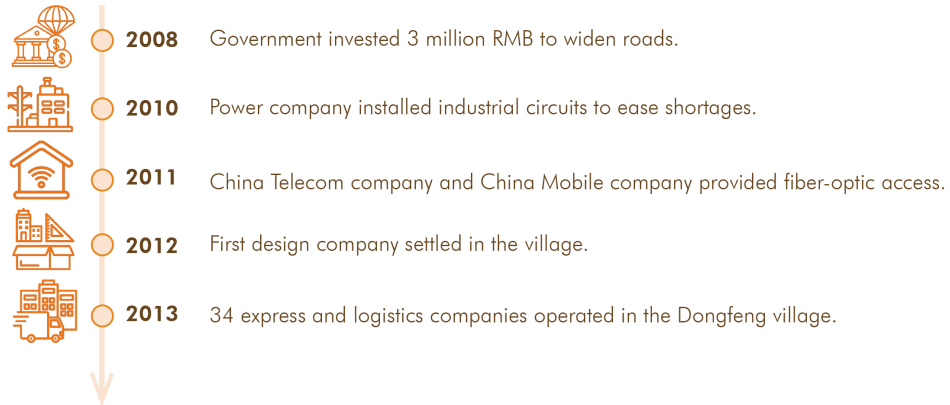 2008 Government invested 3 million RMB to widen roads.
2010 Power company installed industrial circuits to ease shortages.
2011 China Telecom company and China Mobile company provided fiber-optic access.
2012 First design company settled in the village.
2013 34 express and logistics companies operated in the Dongfeng village.